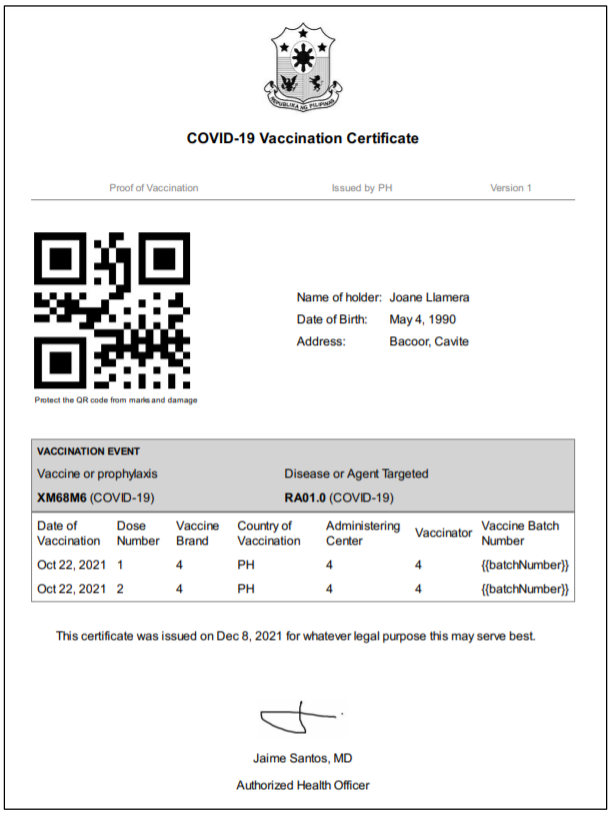 REPUBLIKA NG PILIPINAS
COVID-19 Vaccination Certificate
Proof of Vaccination Issued by PH Version 1
Name of holder: Joane Llamera
Date of Birth: May 4, 1990
Address: Bacoor, Cavite
Protect the QR code from marks and damage
VACCINATION EVENT
Vaccine or prophylaxis Disease or Agent Targeted
XM68M6 (COVID-19) RA01.0 (COVID-19)
Date of Vaccination Dose Number Vaccine Brand Country of Vaccination Administering Center Vaccinator Vaccine Batch Number
Oct 22, 2021 1 4 PH 4 4 {{batchNumber}}
Oct 22, 2021 2 4 PH 4 4 {{batchNumber}}
This certificate was issued on Dec 8, 2021 for whatever legal purpose this may serve best.
Jaime Santos, MD
Authorized Health Officer